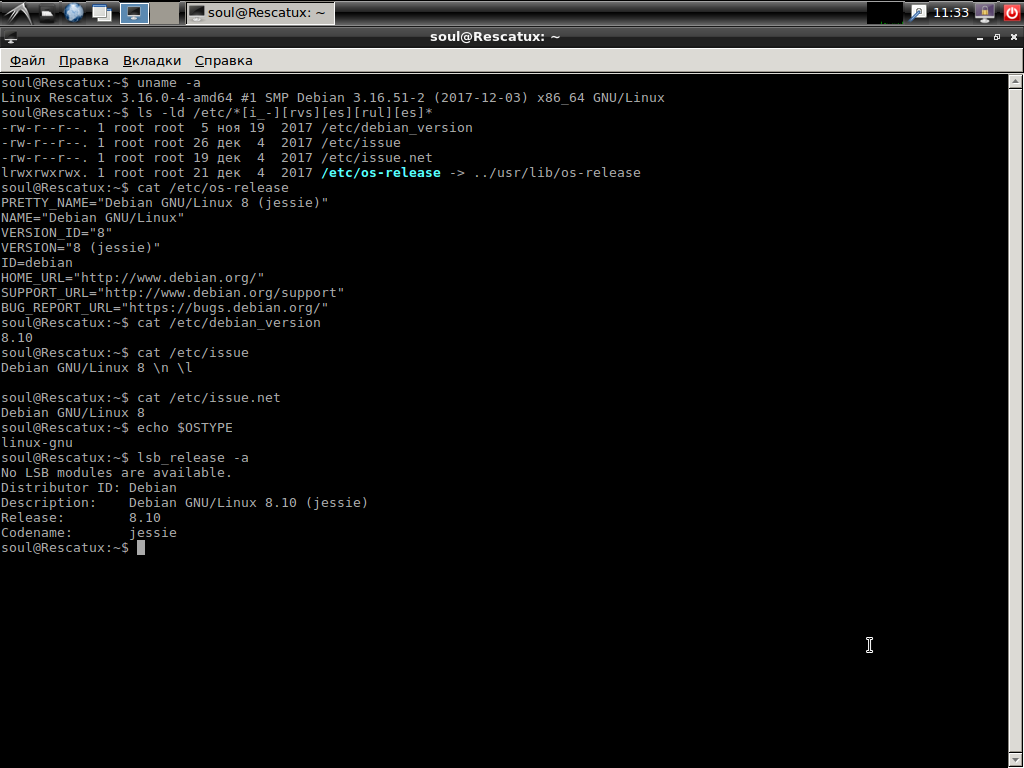 soul@Rescatux: ~
11:33
soul@Rescatux: ~
Файл Правка Вкладки Справка
soul@Rescatux:~$ uname -a
Linux Rescatux 3.16.0-4-amd64 #1 SMP Debian 3.16.51-2 (2017-12-03) x86_64 GNU/Linux
soul@Rescatux:~$ ls -ld /etc/*[i_-][rvs][es][rul][es]*
-rw-r--r--. 1 root root  5 ноя 19  2017 /etc/debian_version
-rw-r--r--. 1 root root 26 дек  4  2017 /etc/issue
-rw-r--r--. 1 root root 19 дек  4  2017 /etc/issue.net
lrwxrwxrwx. 1 root root 21 дек  4  2017 /etc/os-release -> ../usr/lib/os-release
soul@Rescatux:~$ cat /etc/os-release
PRETTY_NAME="Debian GNU/Linux 8 (jessie)"
NAME="Debian GNU/Linux"
VERSION_ID="8"
VERSION="8 (jessie)"
ID=debian
HOME_URL="http://www.debian.org/"
SUPPORT_URL="http://www.debian.org/support"
BUG_REPORT_URL="https://bugs.debian.org/"
soul@Rescatux:~$ cat /etc/debian_version
8.10
soul@Rescatux:~$ cat /etc/issue
Debian GNU/Linux 8 \n \l
soul@Rescatux:~$ cat /etc/issue.net
Debian GNU/Linux 8
soul@Rescatux:~$ echo $OSTYPE
linux-gnu
soul@Rescatux:~$ lsb_release -a
No LSB modules are available.
Distributor ID: Debian
Description:    Debian GNU/Linux 8.10 (jessie)
Release:        8.10
Codename:       jessie
soul@Rescatux:~$